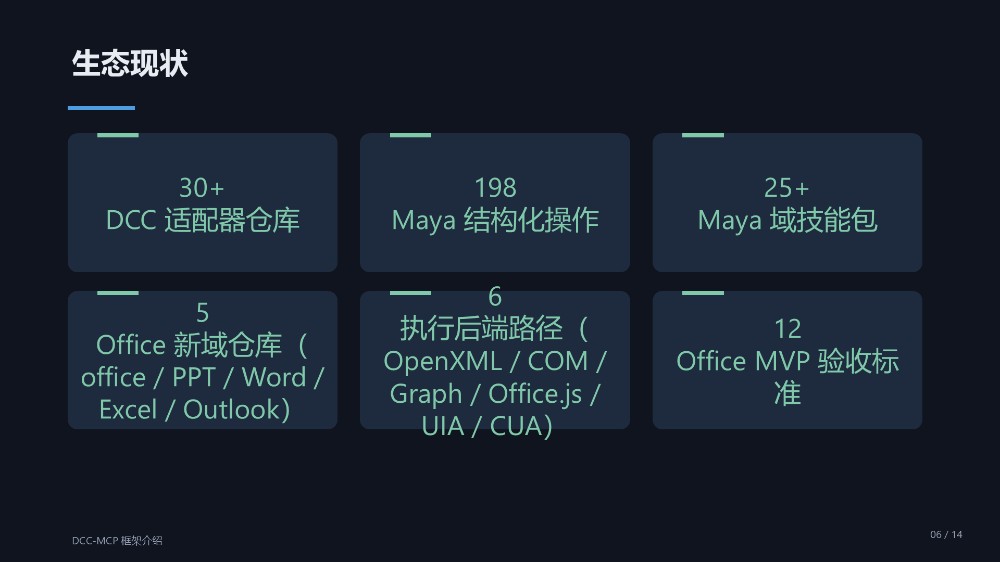 生态现状
30+
DCC 适配器仓库
198
Maya 结构化操作
25+
Maya 域技能包
5
Office 新域仓库（
office / PPT / Word /
Excel / Outlook）
6
执行后端路径（
OpenXML / COM /
Graph / Office.js /
UIA / CUA）
12
Office MVP 验收标
准
DCC-MCP 框架介绍
06 / 14